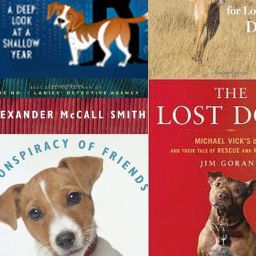 A DEEP
LOOK AT
A SHALLOW
YEAR
for Lo
D
BEST-SELLING AUTHOR OF
THE NO. 1 LADIES' DETECTIVE AGENCY
EXANDER McCALL SMITH
ONSPIRACY OF FRIENDS
THE
LOST DO
MICHAEL VICK'S D
AND THEIR TALE OF RESCUE AND R
JIM GORAN